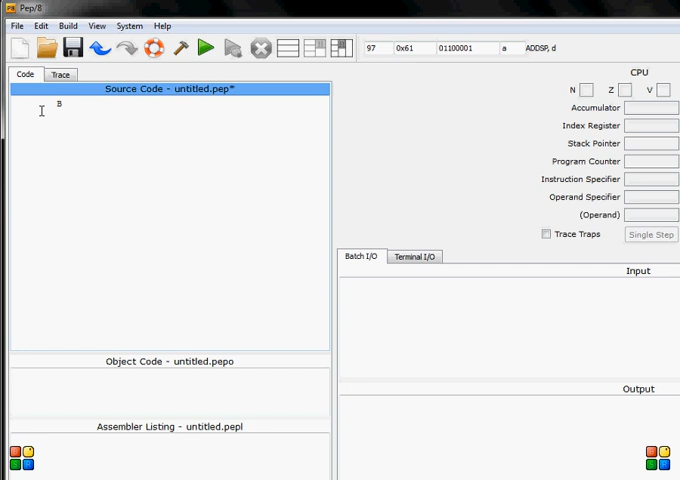 Pep/8
File Edit Build View System Help
97 0x61 01100001 a ADDSP, d
Code Trace
Source Code - untitled.pep*
B
Object Code - untitled.pepo
Assembler Listing - untitled.pepl
CPU
N Z V
Accumulator
Index Register
Stack Pointer
Program Counter
Instruction Specifier
Operand Specifier
(Operand)
Trace Traps Single Step
Batch I/O Terminal I/O
Input
Output